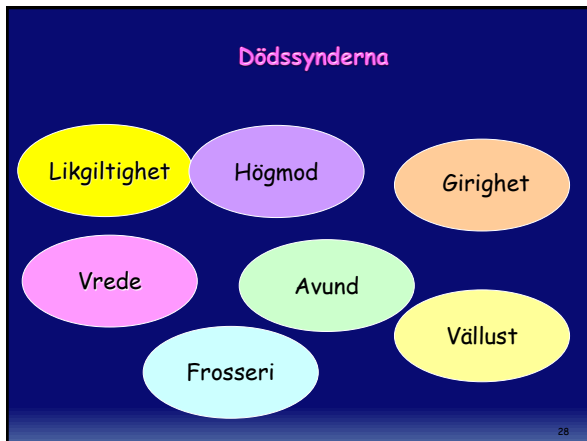 Dödssynderna
Likgiltighet
Högmod
Girighet
Vrede
Avund
Vällust
Frosseri
28